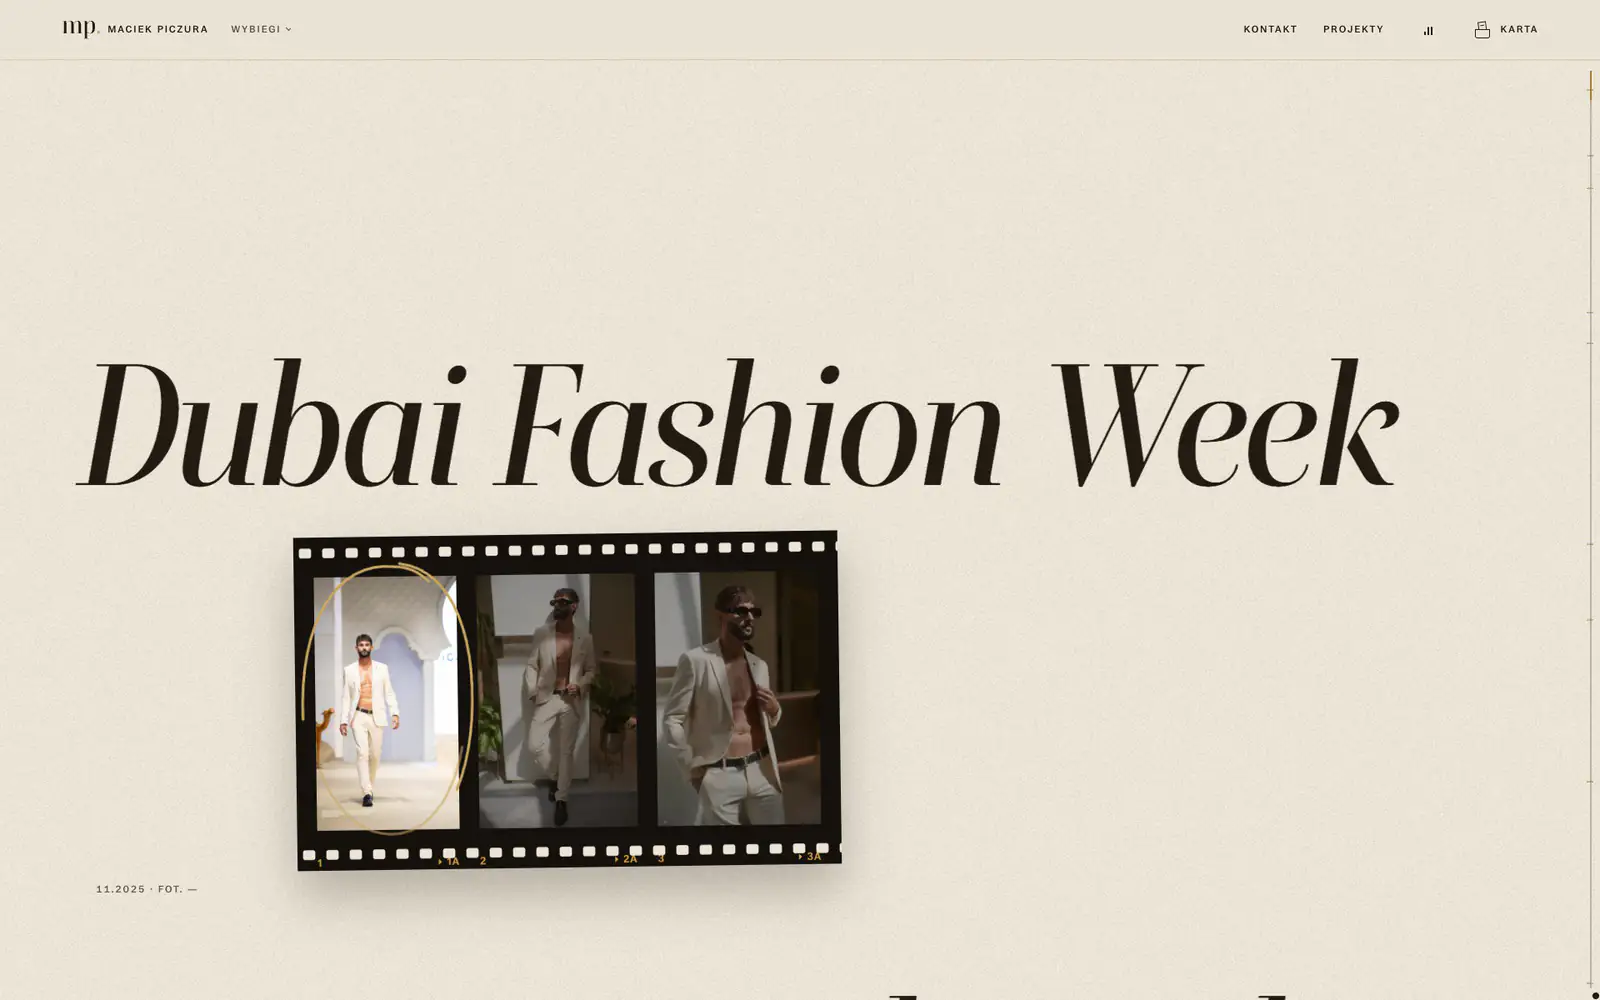 mp. MACIEK PICZURA WYBIEGI KONTAKT PROJEKTY KARTA
Dubai Fashion Week
1 1A 2 2A 3 3A
11.2025 · FOT. —